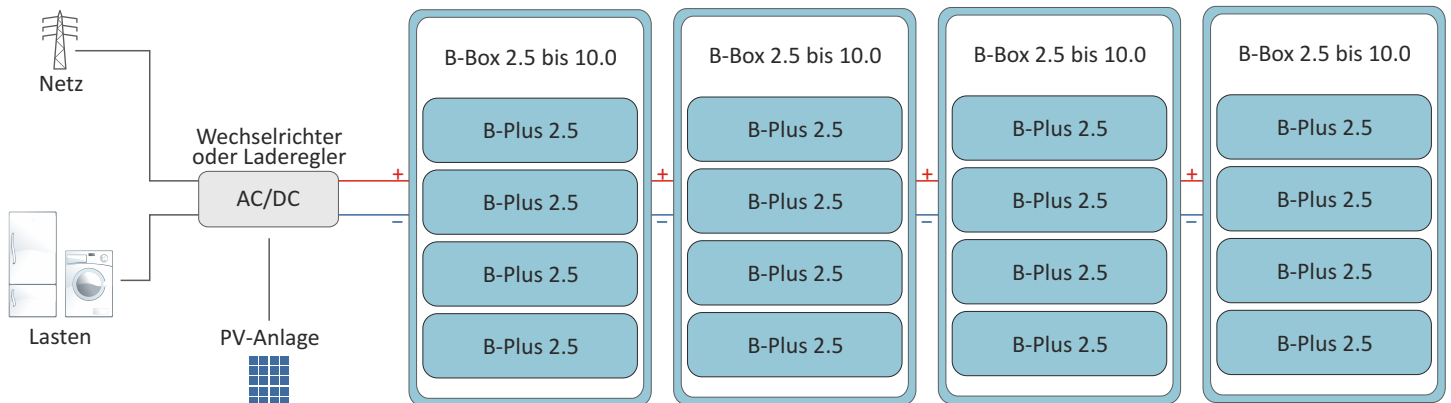 Netz
Wechselrichter
oder Laderegler
AC/DC
Lasten
PV-Anlage
+
−
B-Box 2.5 bis 10.0
B-Plus 2.5
B-Plus 2.5
B-Plus 2.5
B-Plus 2.5
+
−
B-Box 2.5 bis 10.0
B-Plus 2.5
B-Plus 2.5
B-Plus 2.5
B-Plus 2.5
+
−
B-Box 2.5 bis 10.0
B-Plus 2.5
B-Plus 2.5
B-Plus 2.5
B-Plus 2.5
+
−
B-Box 2.5 bis 10.0
B-Plus 2.5
B-Plus 2.5
B-Plus 2.5
B-Plus 2.5